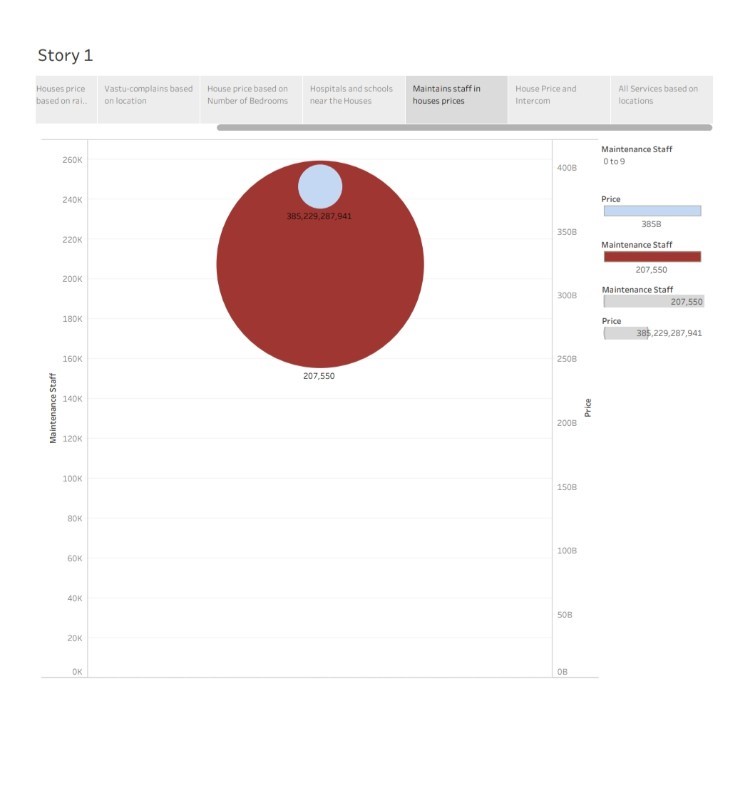 Story 1
Houses price
based on rai..
Vastu-complains based
on location
House price based on
Number of Bedrooms
Hospitals and schools
near the Houses
Maintains staff in
houses prices
House Price and
Intercom
All Services based on
locations
260K
240K
220K
200K
180K
160K
140K
120K
100K
80K
60K
40K
20K
0K
Maintenance Staff
385,229,287,941
207,550
400B
350B
300B
250B
200B
150B
100B
50B
0B
Price
Maintenance Staff
0 to 9
Price
385B
Maintenance Staff
207,550
Maintenance Staff
207,550
Price
385,229,287,941